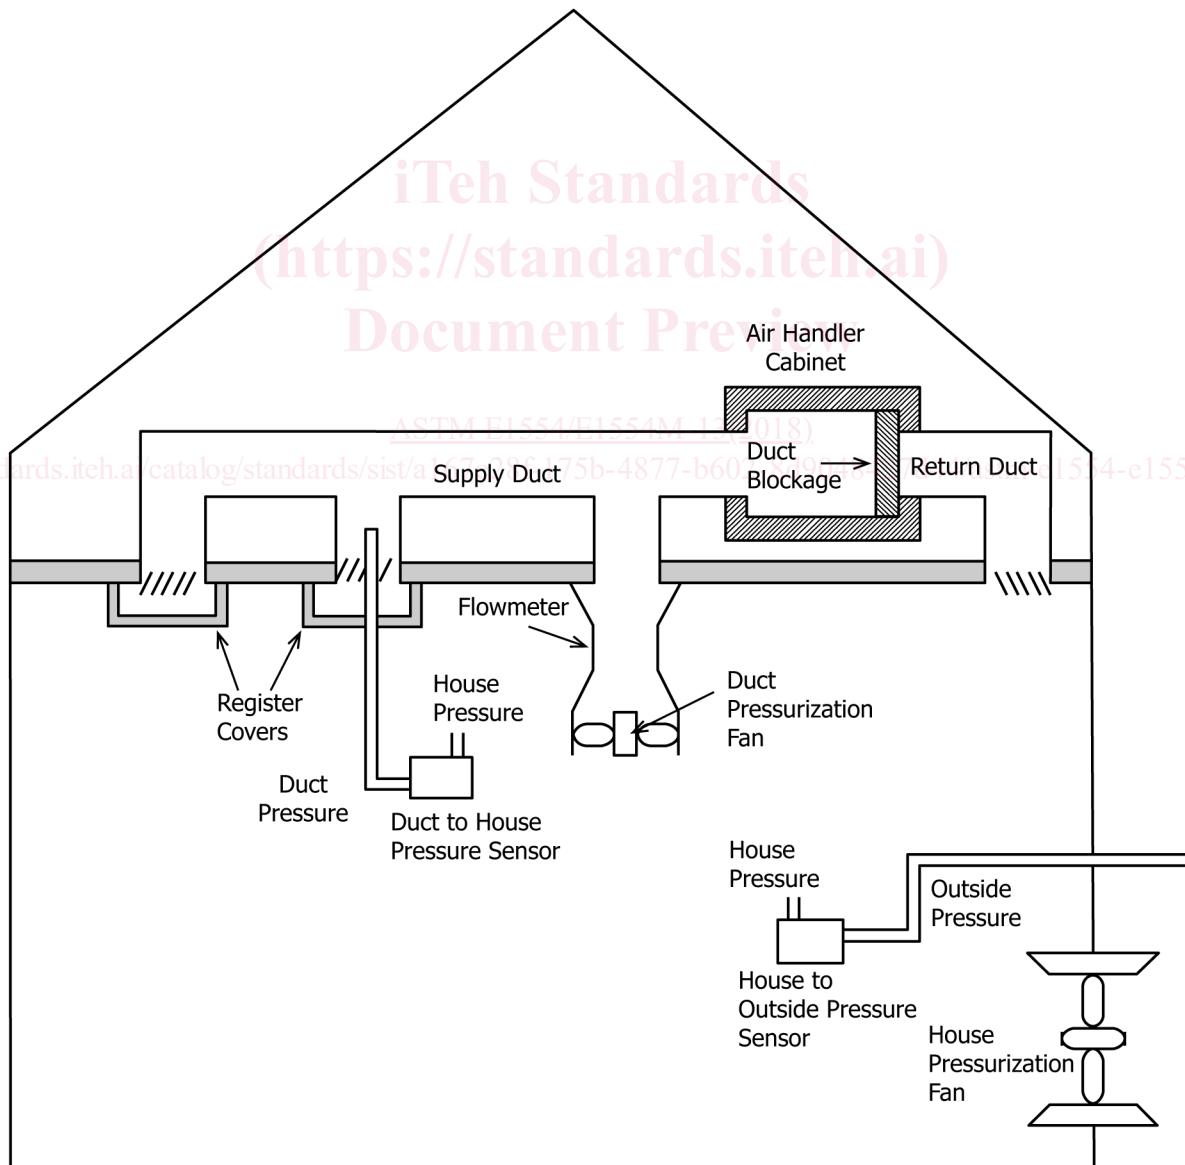 iTeh Standards
(https://standards.iteh.ai)
Document Preview
Air Handler
Cabinet
ASTM E1554/E1554M-13(2018)
Supply Duct
Duct
Blockage
Return Duct
Flowmeter
Register
Covers
House
Pressure
Duct
Pressurization
Fan
Duct
Pressure
Duct to House
Pressure Sensor
House
Pressure
Outside
Pressure
House to
Outside Pressure
Sensor
House
Pressurization
Fan